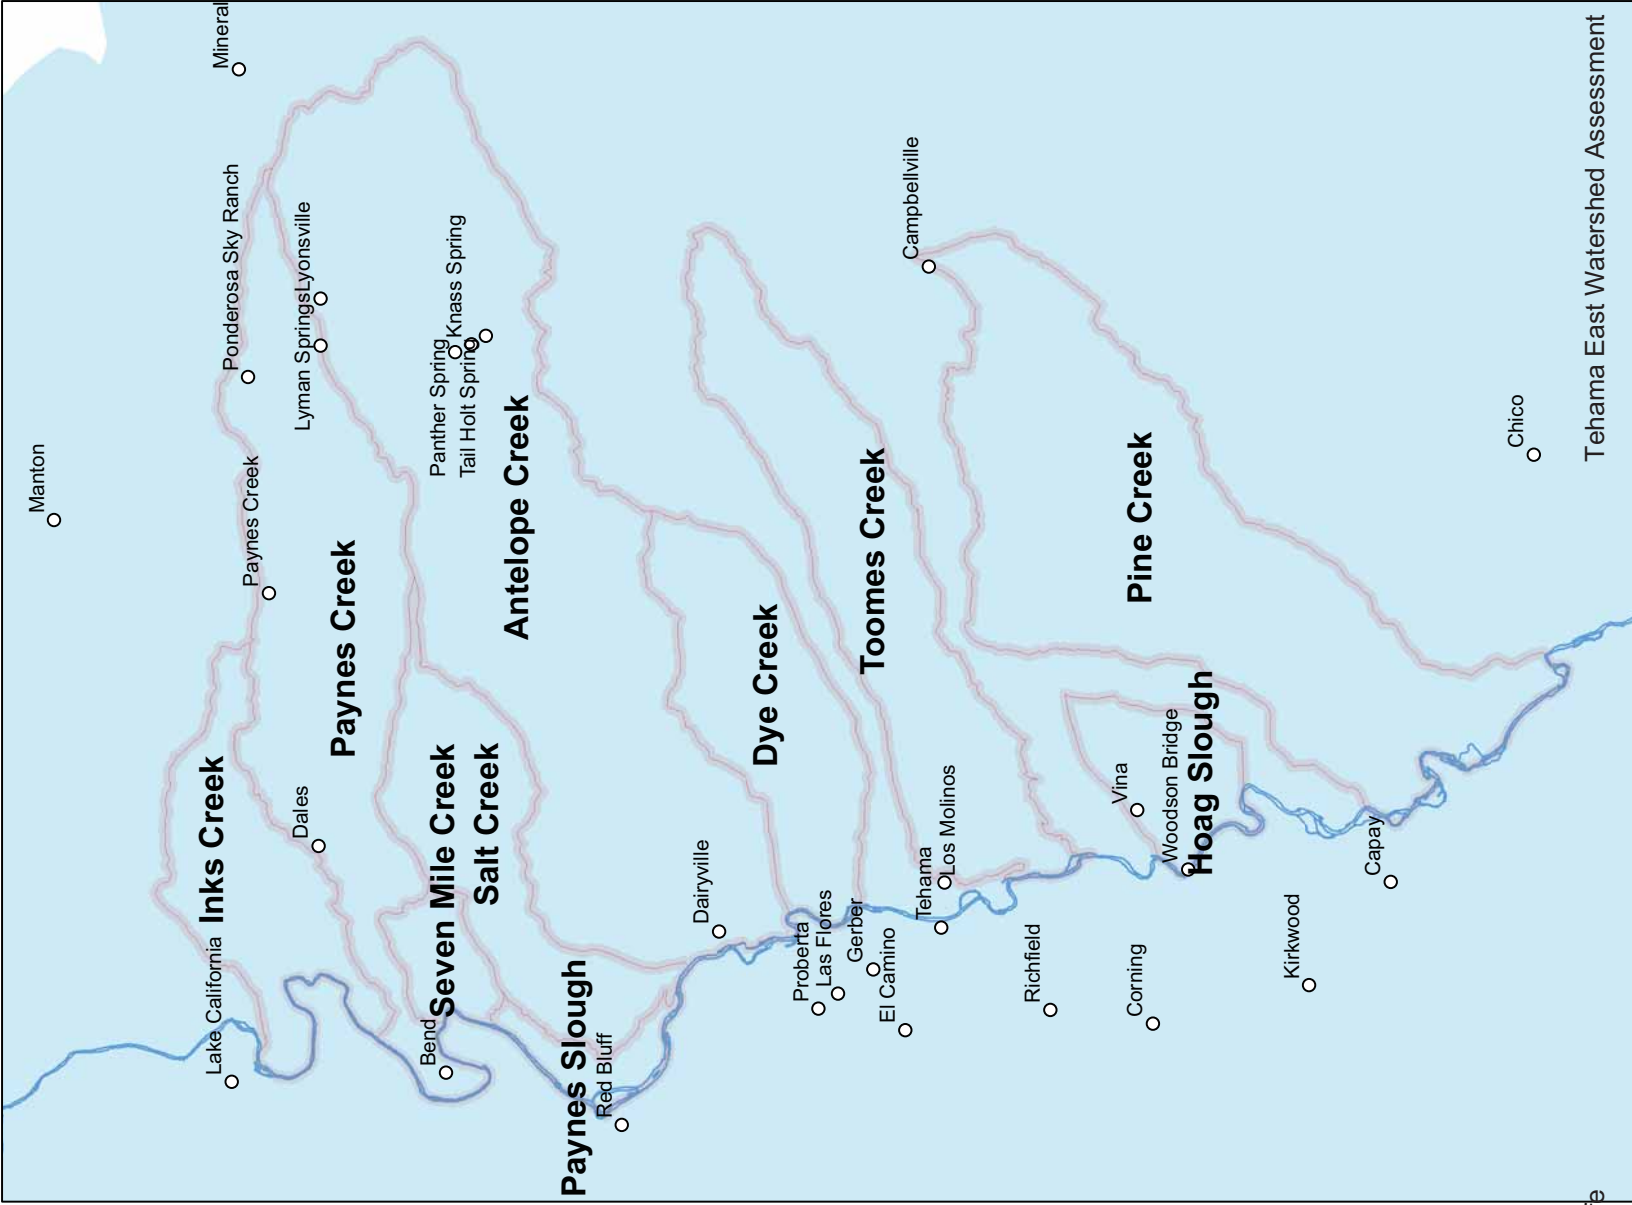 Manton
Mineral
Ponderosa Sky Ranch
Paynes Creek
Lyonsville
Lyman Springs
Inks Creek
Lake California
Dales
Paynes Creek
Panther Spring
Knass Spring
Tail Holt Spring
Bend
Seven Mile Creek
Salt Creek
Antelope Creek
Paynes Slough
Red Bluff
Dairyville
Dye Creek
Proberta
Las Flores
Gerber
El Camino
Toomes Creek
Campbellville
Tehama
Los Molinos
Richfield
Vina
Corning
Pine Creek
Woodson Bridge
Hoag Slough
Kirkwood
Capay
Chico
Tehama East Watershed Assessment